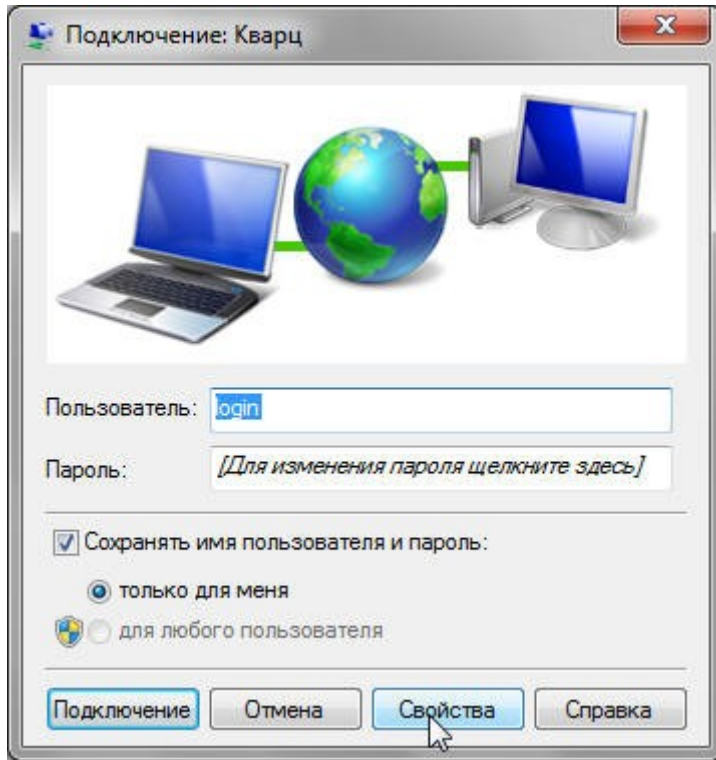 Подключение: Кварц
Пользователь: login
Пароль: [Для изменения пароля щелкните здесь]
Сохранять имя пользователя и пароль:
только для меня
для любого пользователя
Подключение Отмена Свойства Справка